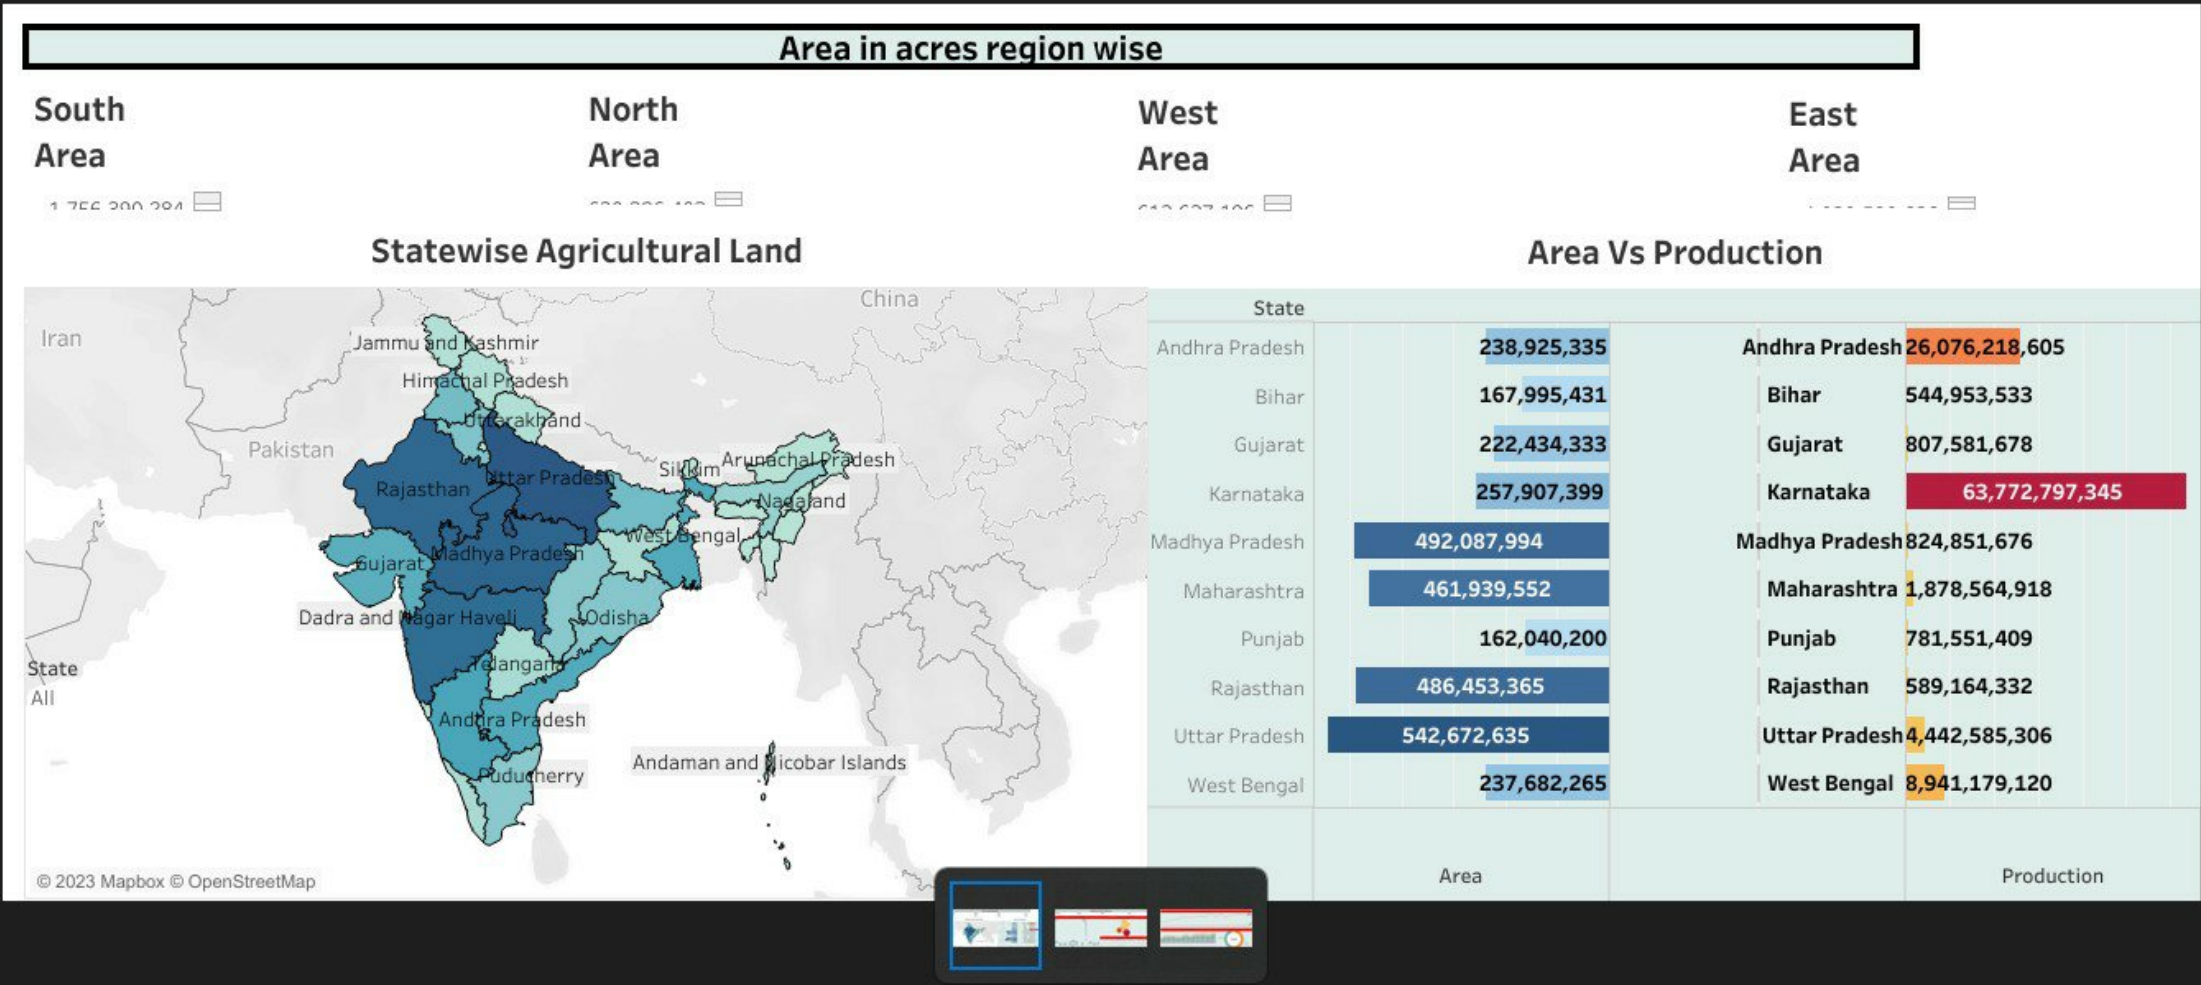 Area in acres region wise
South
Area
North
Area
West
Area
East
Area
1,756,390,284
Statewise Agricultural Land
China
Iran
Jammu and Kashmir
Himachal Pradesh
Uttarakhand
Pakistan
Sikkim
Arunachal Pradesh
Uttar Pradesh
Rajasthan
Nagaland
West Bengal
Madhya Pradesh
Gujarat
Dadra and Nagar Haveli
Odisha
Telangana
State
All
Andhra Pradesh
Andaman and Nicobar Islands
Puducherry
© 2023 Mapbox © OpenStreetMap
Area Vs Production
State
Andhra Pradesh 238,925,335 Andhra Pradesh 26,076,218,605
Bihar 167,995,431 Bihar 544,953,533
Gujarat 222,434,333 Gujarat 807,581,678
Karnataka 257,907,399 Karnataka 63,772,797,345
Madhya Pradesh 492,087,994 Madhya Pradesh 824,851,676
Maharashtra 461,939,552 Maharashtra 1,878,564,918
Punjab 162,040,200 Punjab 781,551,409
Rajasthan 486,453,365 Rajasthan 589,164,332
Uttar Pradesh 542,672,635 Uttar Pradesh 4,442,585,306
West Bengal 237,682,265 West Bengal 8,941,179,120
Area Production